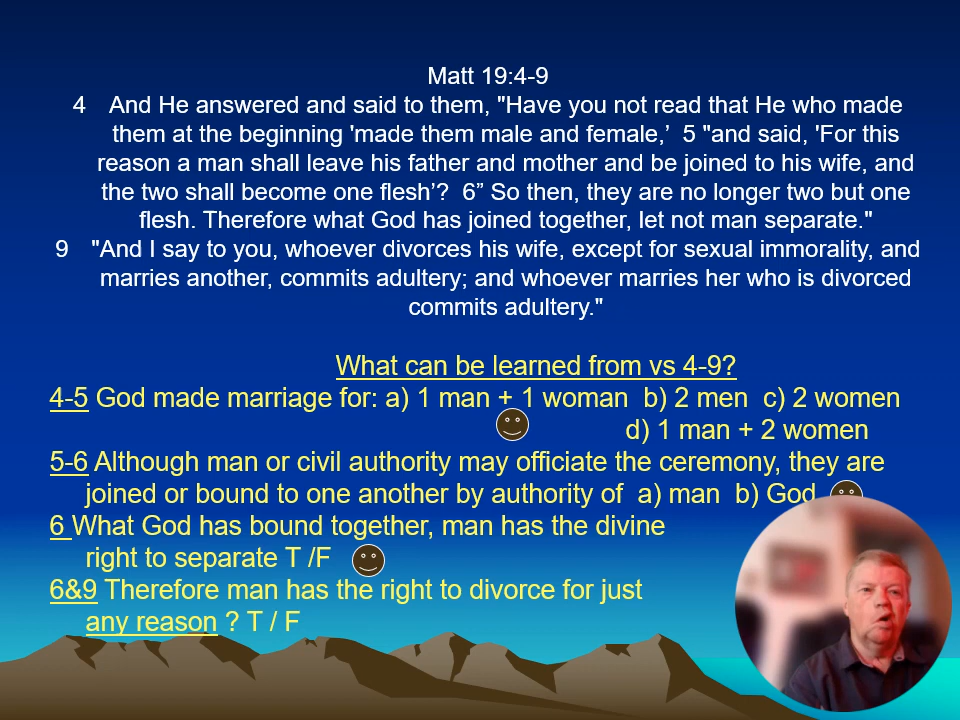 Matt 19:4-9
4 And He answered and said to them, "Have you not read that He who made
them at the beginning 'made them male and female,’ 5 "and said, 'For this
reason a man shall leave his father and mother and be joined to his wife, and
the two shall become one flesh’? 6” So then, they are no longer two but one
flesh. Therefore what God has joined together, let not man separate."
9 "And I say to you, whoever divorces his wife, except for sexual immorality, and
marries another, commits adultery; and whoever marries her who is divorced
commits adultery."
What can be learned from vs 4-9?
4-5 God made marriage for: a) 1 man + 1 woman b) 2 men c) 2 women
d) 1 man + 2 women
5-6 Although man or civil authority may officiate the ceremony, they are
joined or bound to one another by authority of a) man b) God
6 What God has bound together, man has the divine
right to separate T /F
6&9 Therefore man has the right to divorce for just
any reason ? T / F